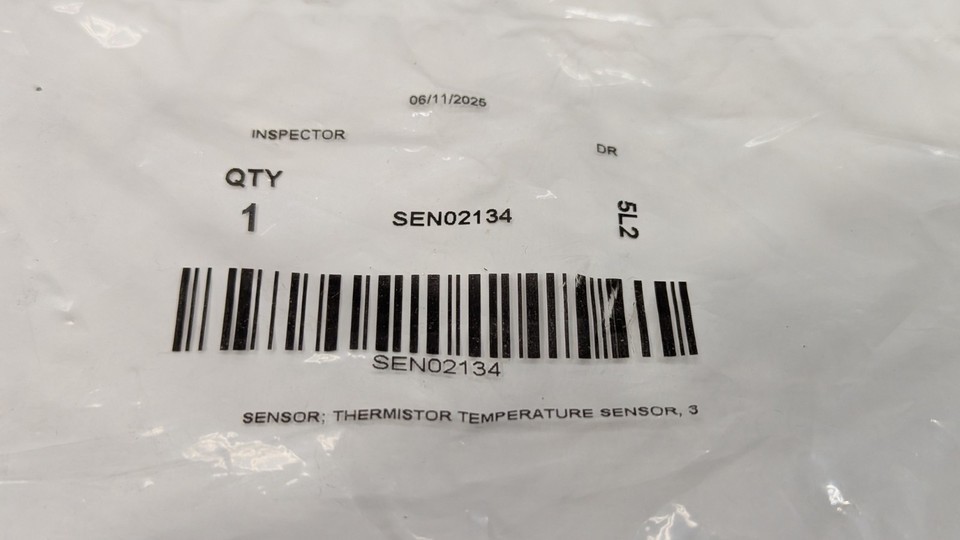 06/11/2025
INSPECTOR
DR
QTY
1
SEN02134
5L2
SEN02134
SENSOR; THERMISTOR TEMPERATURE SENSOR, 3